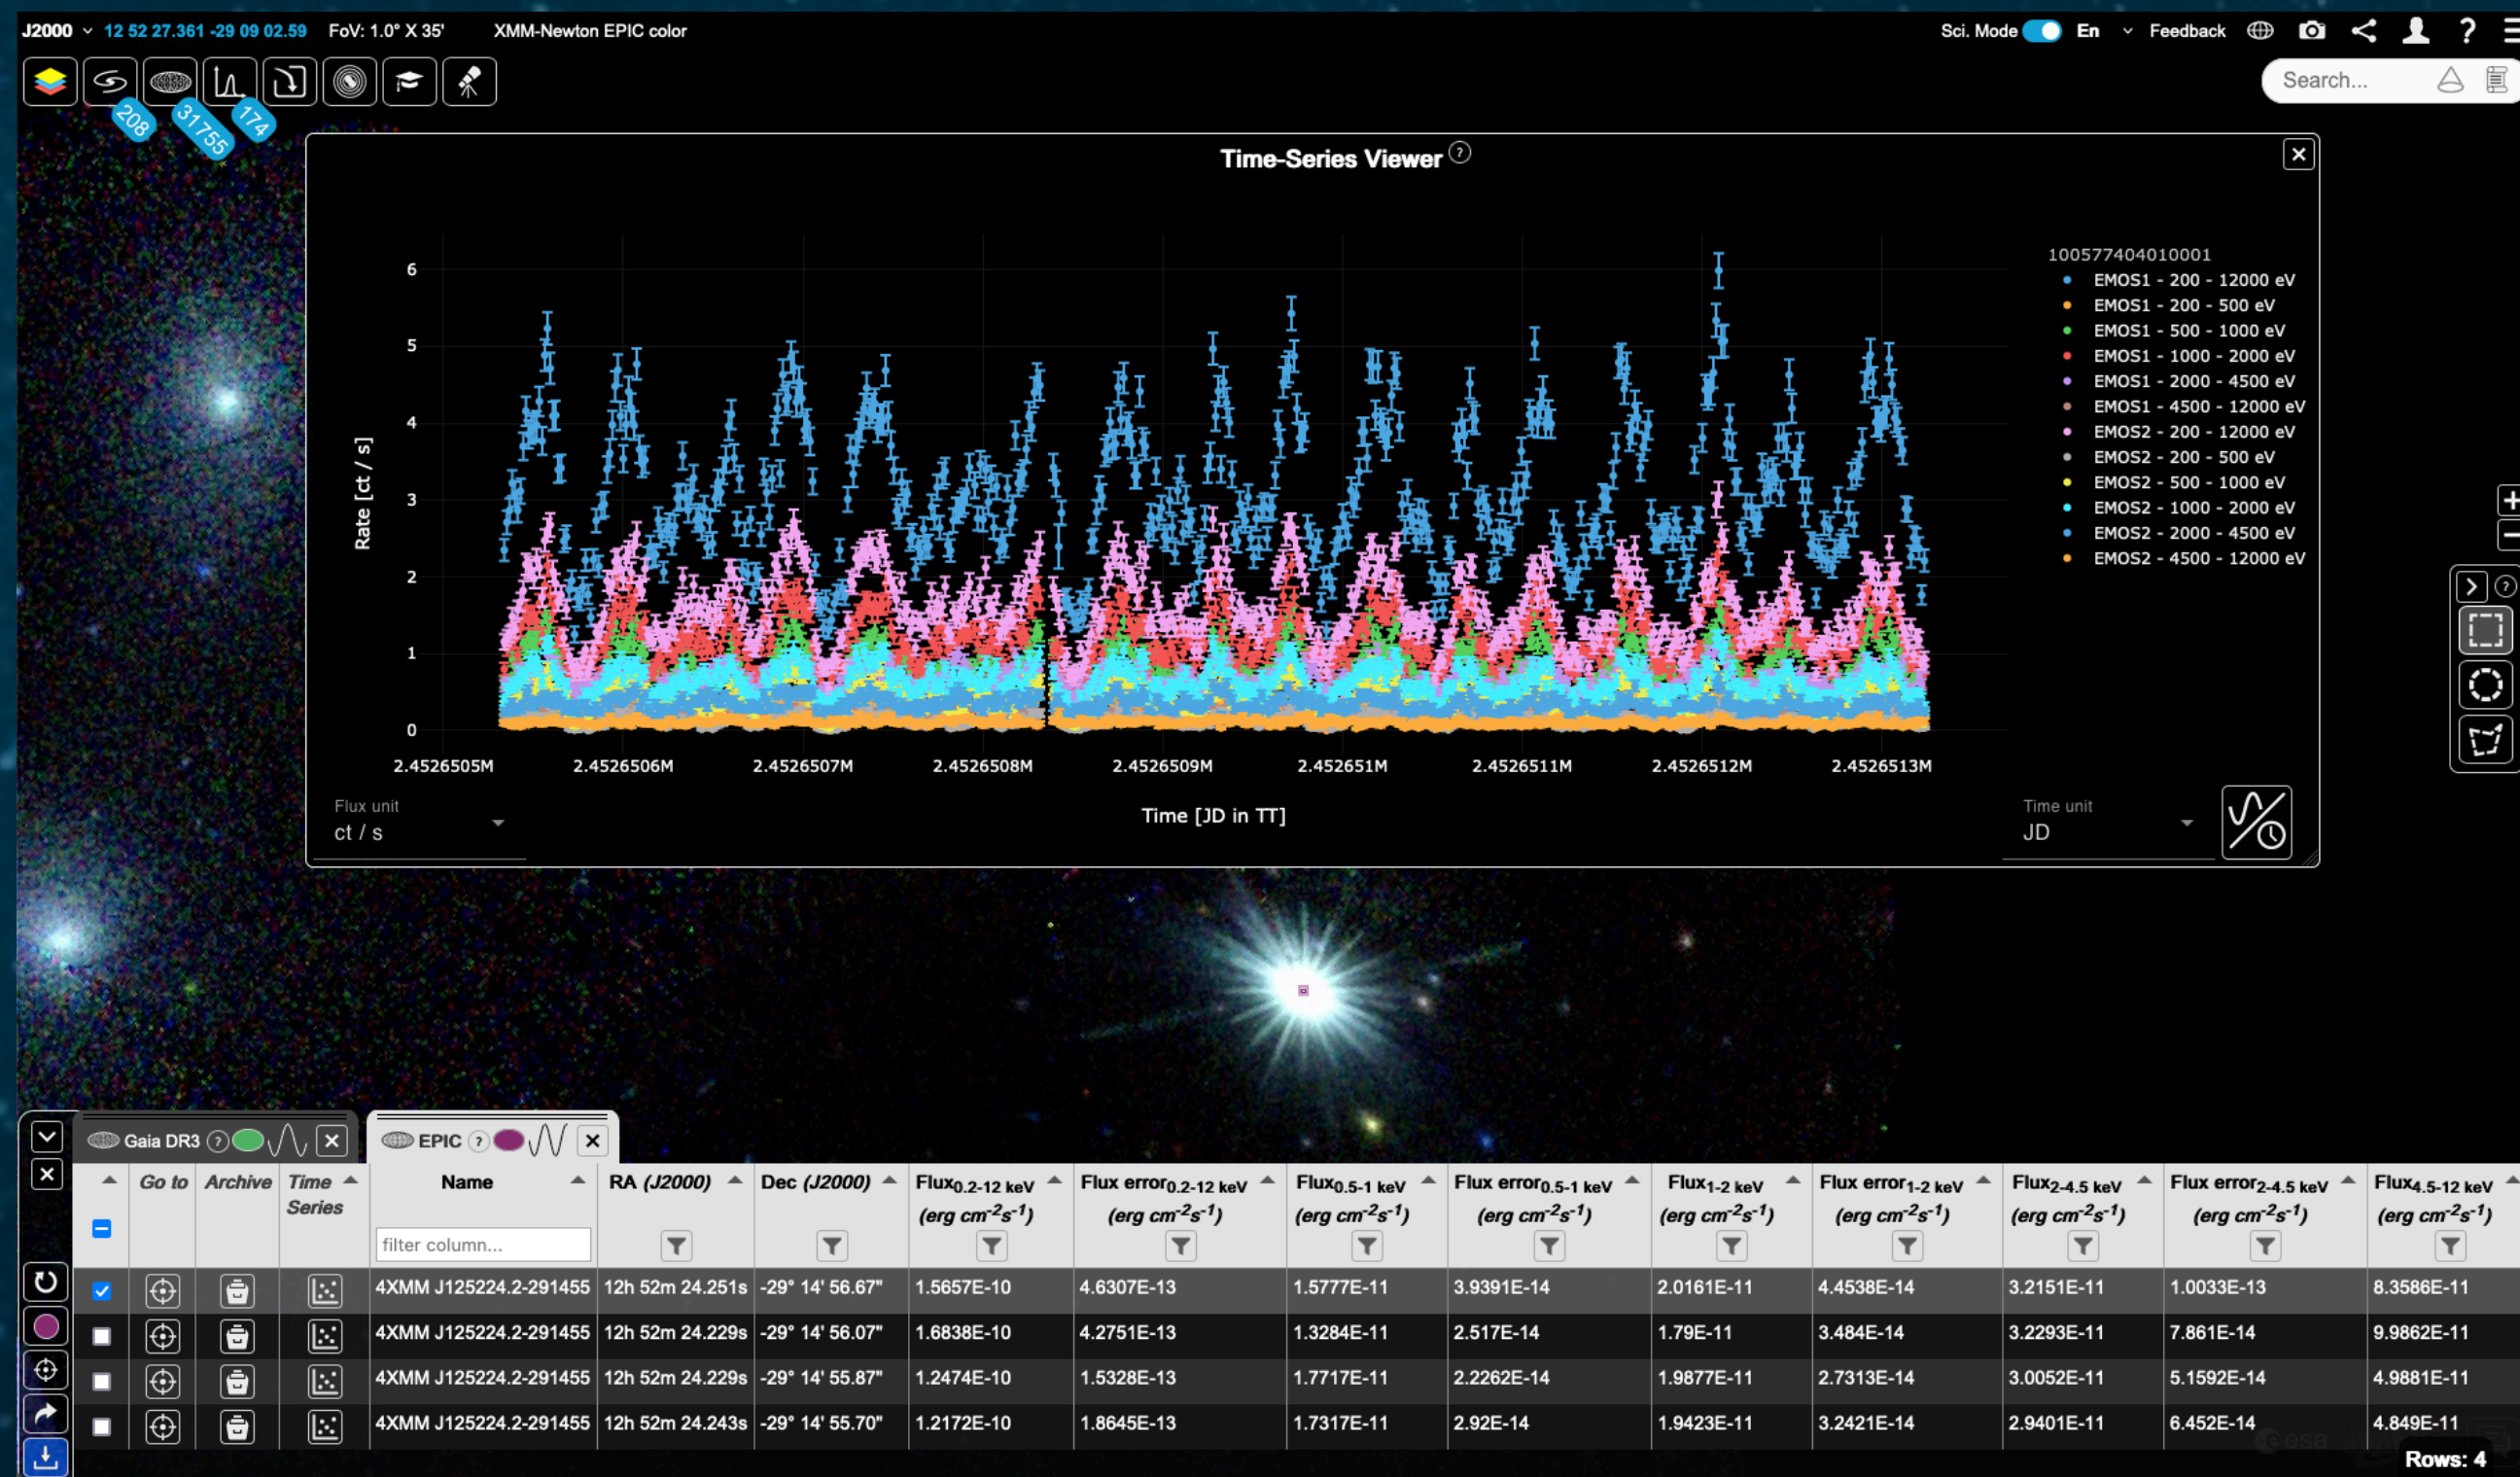 J2000 12 52 27.361 -29 09 02.59 FoV: 1.0° X 35' XMM-Newton EPIC color Sci. Mode En Feedback ?
Search...
208 31755 174
Time-Series Viewer ?
6
5
4
3
2
1
0
Rate [ct / s]
2.4526505M 2.4526506M 2.4526507M 2.4526508M 2.4526509M 2.452651M 2.4526511M 2.4526512M 2.4526513M
Time [JD in TT]
100577404010001
EMOS1 - 200 - 12000 eV
EMOS1 - 200 - 500 eV
EMOS1 - 500 - 1000 eV
EMOS1 - 1000 - 2000 eV
EMOS1 - 2000 - 4500 eV
EMOS1 - 4500 - 12000 eV
EMOS2 - 200 - 12000 eV
EMOS2 - 200 - 500 eV
EMOS2 - 500 - 1000 eV
EMOS2 - 1000 - 2000 eV
EMOS2 - 2000 - 4500 eV
EMOS2 - 4500 - 12000 eV
Flux unit
ct / s
Time unit
JD
Gaia DR3 ? EPIC ?
Go to Archive Time Series Name RA (J2000) Dec (J2000) Flux0.2-12 keV (erg cm-2s-1) Flux error0.2-12 keV (erg cm-2s-1) Flux0.5-1 keV (erg cm-2s-1) Flux error0.5-1 keV (erg cm-2s-1) Flux1-2 keV (erg cm-2s-1) Flux error1-2 keV (erg cm-2s-1) Flux2-4.5 keV (erg cm-2s-1) Flux error2-4.5 keV (erg cm-2s-1) Flux4.5-12 keV (erg cm-2s-1)
filter column...
4XMM J125224.2-291455 12h 52m 24.251s -29° 14' 56.67" 1.5657E-10 4.6307E-13 1.5777E-11 3.9391E-14 2.0161E-11 4.4538E-14 3.2151E-11 1.0033E-13 8.3586E-11
4XMM J125224.2-291455 12h 52m 24.229s -29° 14' 56.07" 1.6838E-10 4.2751E-13 1.3284E-11 2.517E-14 1.79E-11 3.484E-14 3.2293E-11 7.861E-14 9.9862E-11
4XMM J125224.2-291455 12h 52m 24.229s -29° 14' 55.87" 1.2474E-10 1.5328E-13 1.7717E-11 2.2262E-14 1.9877E-11 2.7313E-14 3.0052E-11 5.1592E-14 4.9881E-11
4XMM J125224.2-291455 12h 52m 24.243s -29° 14' 55.70" 1.2172E-10 1.8645E-13 1.7317E-11 2.92E-14 1.9423E-11 3.2421E-14 2.9401E-11 6.452E-14 4.849E-11
esa
Rows: 4